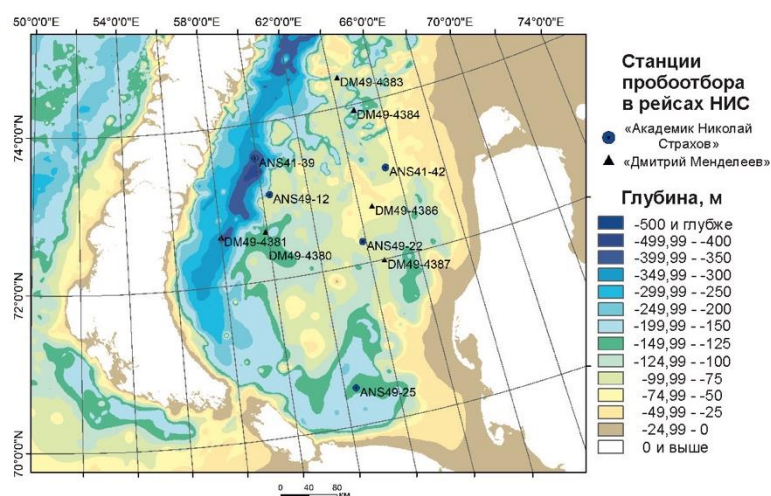 50°0'0"E 54°0'0"E 58°0'0"E 62°0'0"E 66°0'0"E 70°0'0"E 74°0'0"E
74°0'0"N
72°0'0"N
70°0'0"N
DM49-4383
DM49-4384
ANS41-39
ANS41-42
ANS49-12
DM49-4386
DM49-4381
ANS49-22
DM49-4380
DM49-4387
ANS49-25
0 40 80
КМ
Станции
пробоотбора
в рейсах НИС
«Академик Николай
Страхов»
«Дмитрий Менделеев»
Глубина, м
-500 и глубже
-499,99 - -400
-399,99 - -350
-349,99 - -300
-299,99 - -250
-249,99 - -200
-199,99 - -150
-149,99 - -125
-124,99 - -100
-99,99 - -75
-74,99 - -50
-49,99 - -25
-24,99 - 0
0 и выше